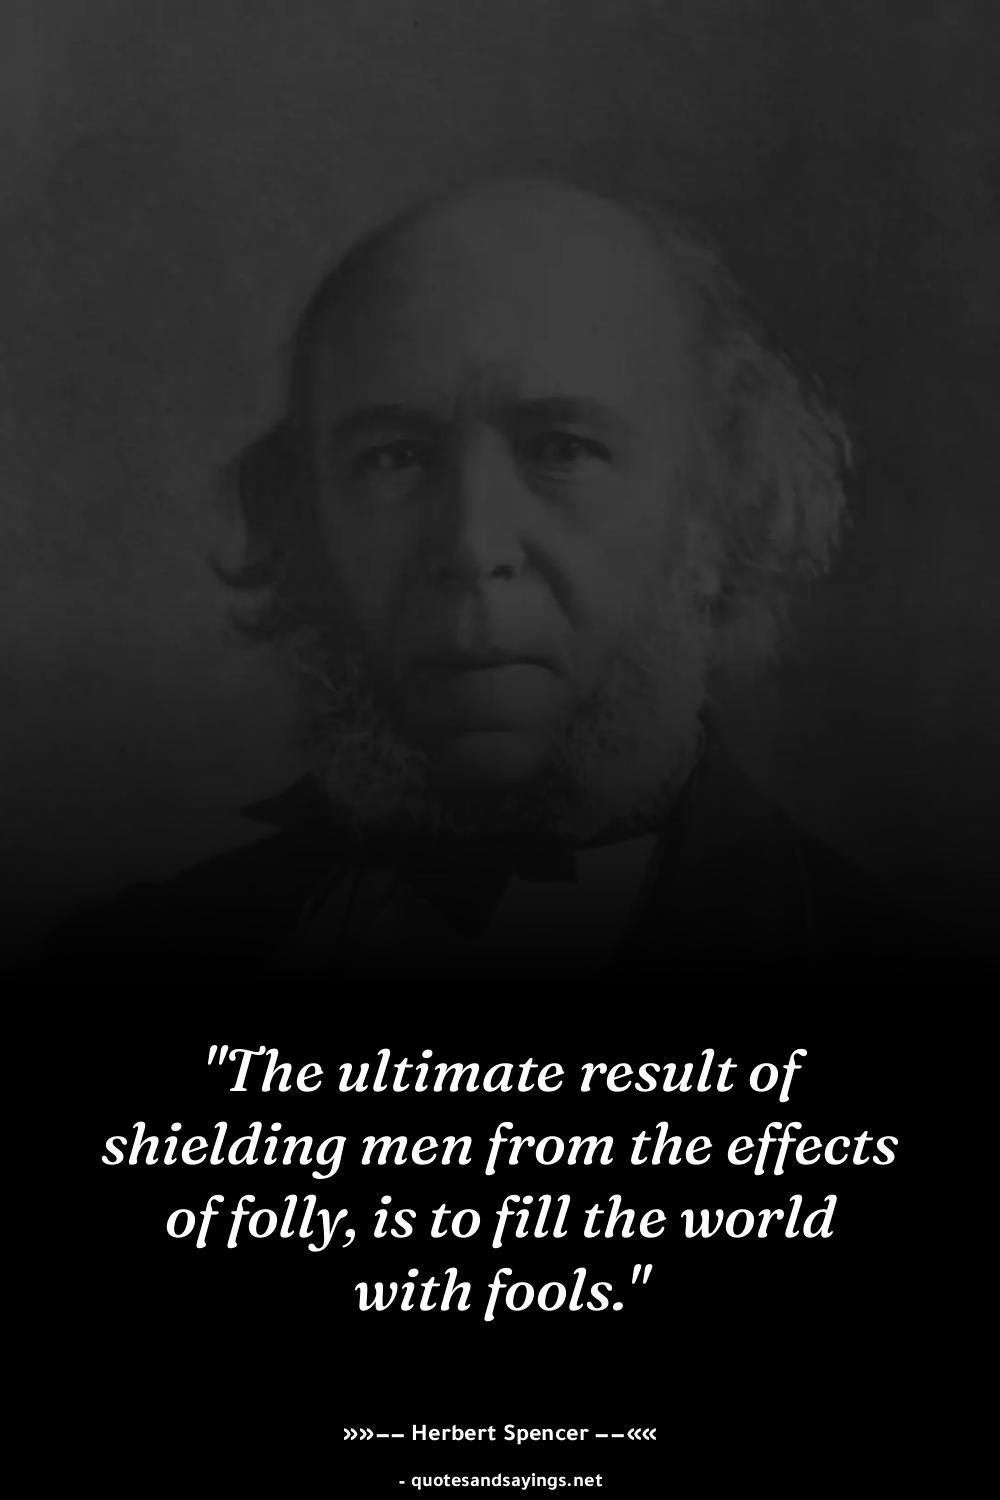 "The ultimate result of
shielding men from the effects
of folly, is to fill the world
with fools."
»»−− Herbert Spencer −−««
- quotesandsayings.net